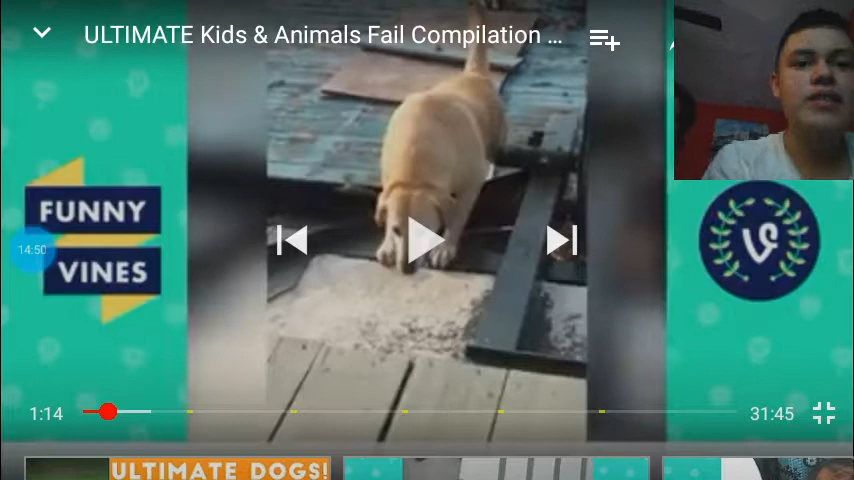 ULTIMATE Kids & Animals Fail Compilation ...
FUNNY
VINES
14:50
1:14
31:45
ULTIMATE DOGS!